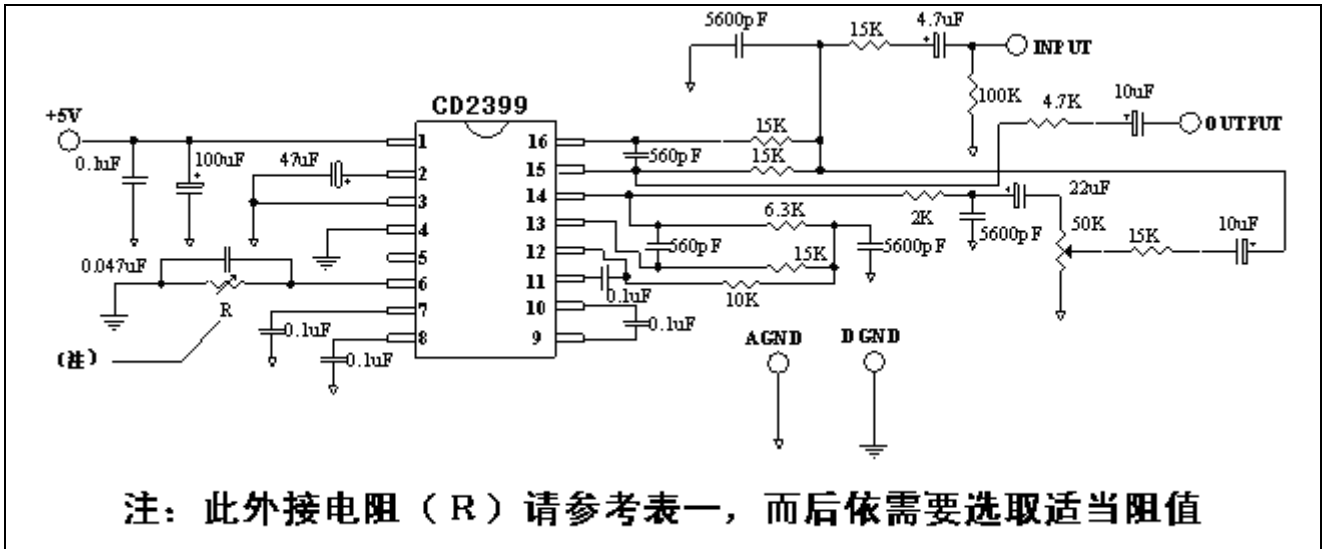 5600pF
15K
4.7uF
INPUT
100K
4.7K
10uF
OUTPUT
+5V
CD2399
0.1uF
100uF
47uF
1
2
3
4
5
6
7
8
16
15
14
13
12
11
10
9
15K
560pF
15K
22uF
2K
5600pF
50K
15K
10uF
6.3K
560pF
5600pF
15K
0.1uF
10K
0.1uF
0.047uF
R
(注)
0.1uF
0.1uF
AGND
DGND
注：此外接电阻（R）请参考表一，而后依需要选取适当阻值